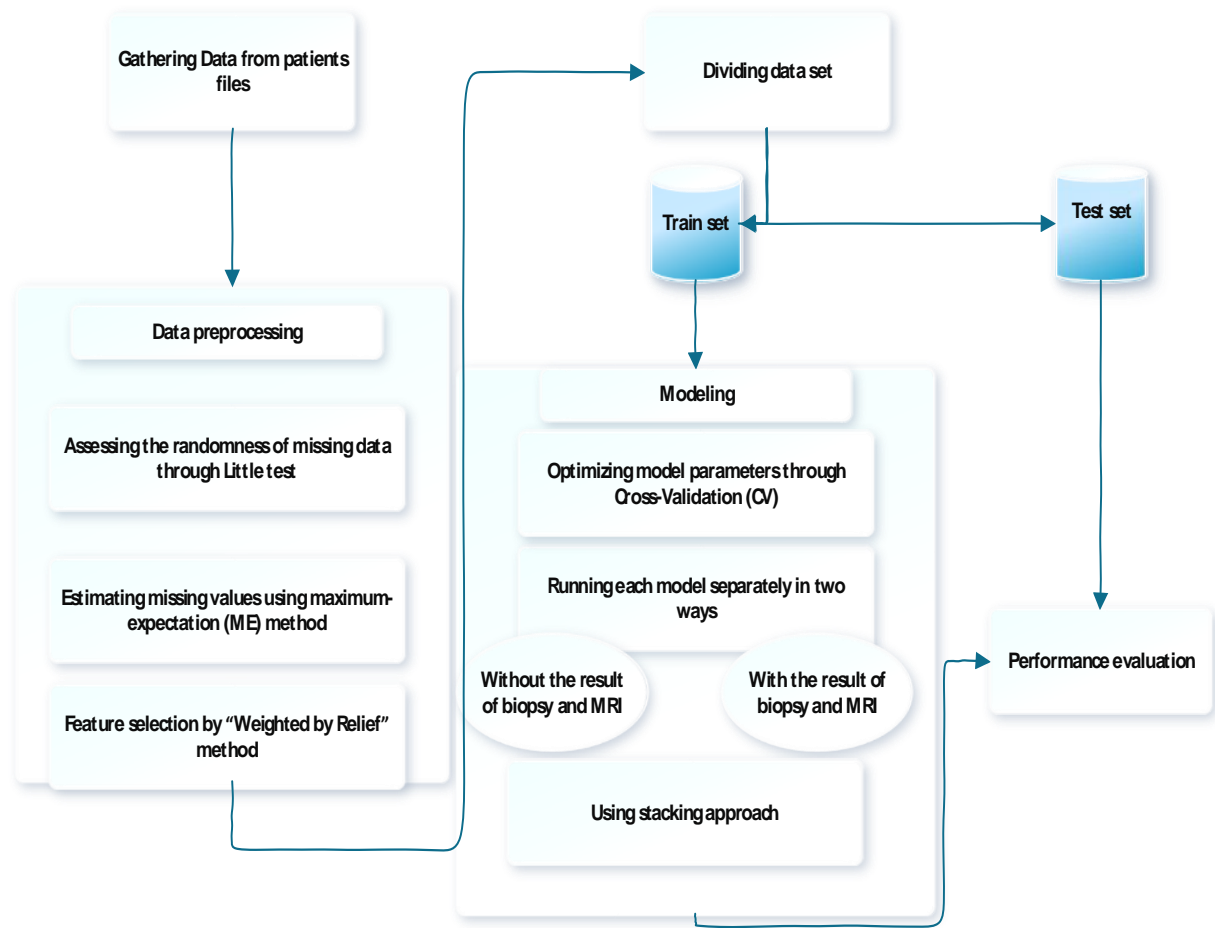 Gathering Data from patients
files
Data preprocessing
Assessing the randomness of missing data
through Little test
Estimating missing values using maximum-
expectation (ME) method
Feature selection by “Weighted by Relief”
method
Dividing data set
Train set
Test set
Modeling
Optimizing model parameters through
Cross-Validation (CV)
Running each model separately in two
ways
Without the result
of biopsy and MRI
With the result of
biopsy and MRI
Using stacking approach
Performance evaluation